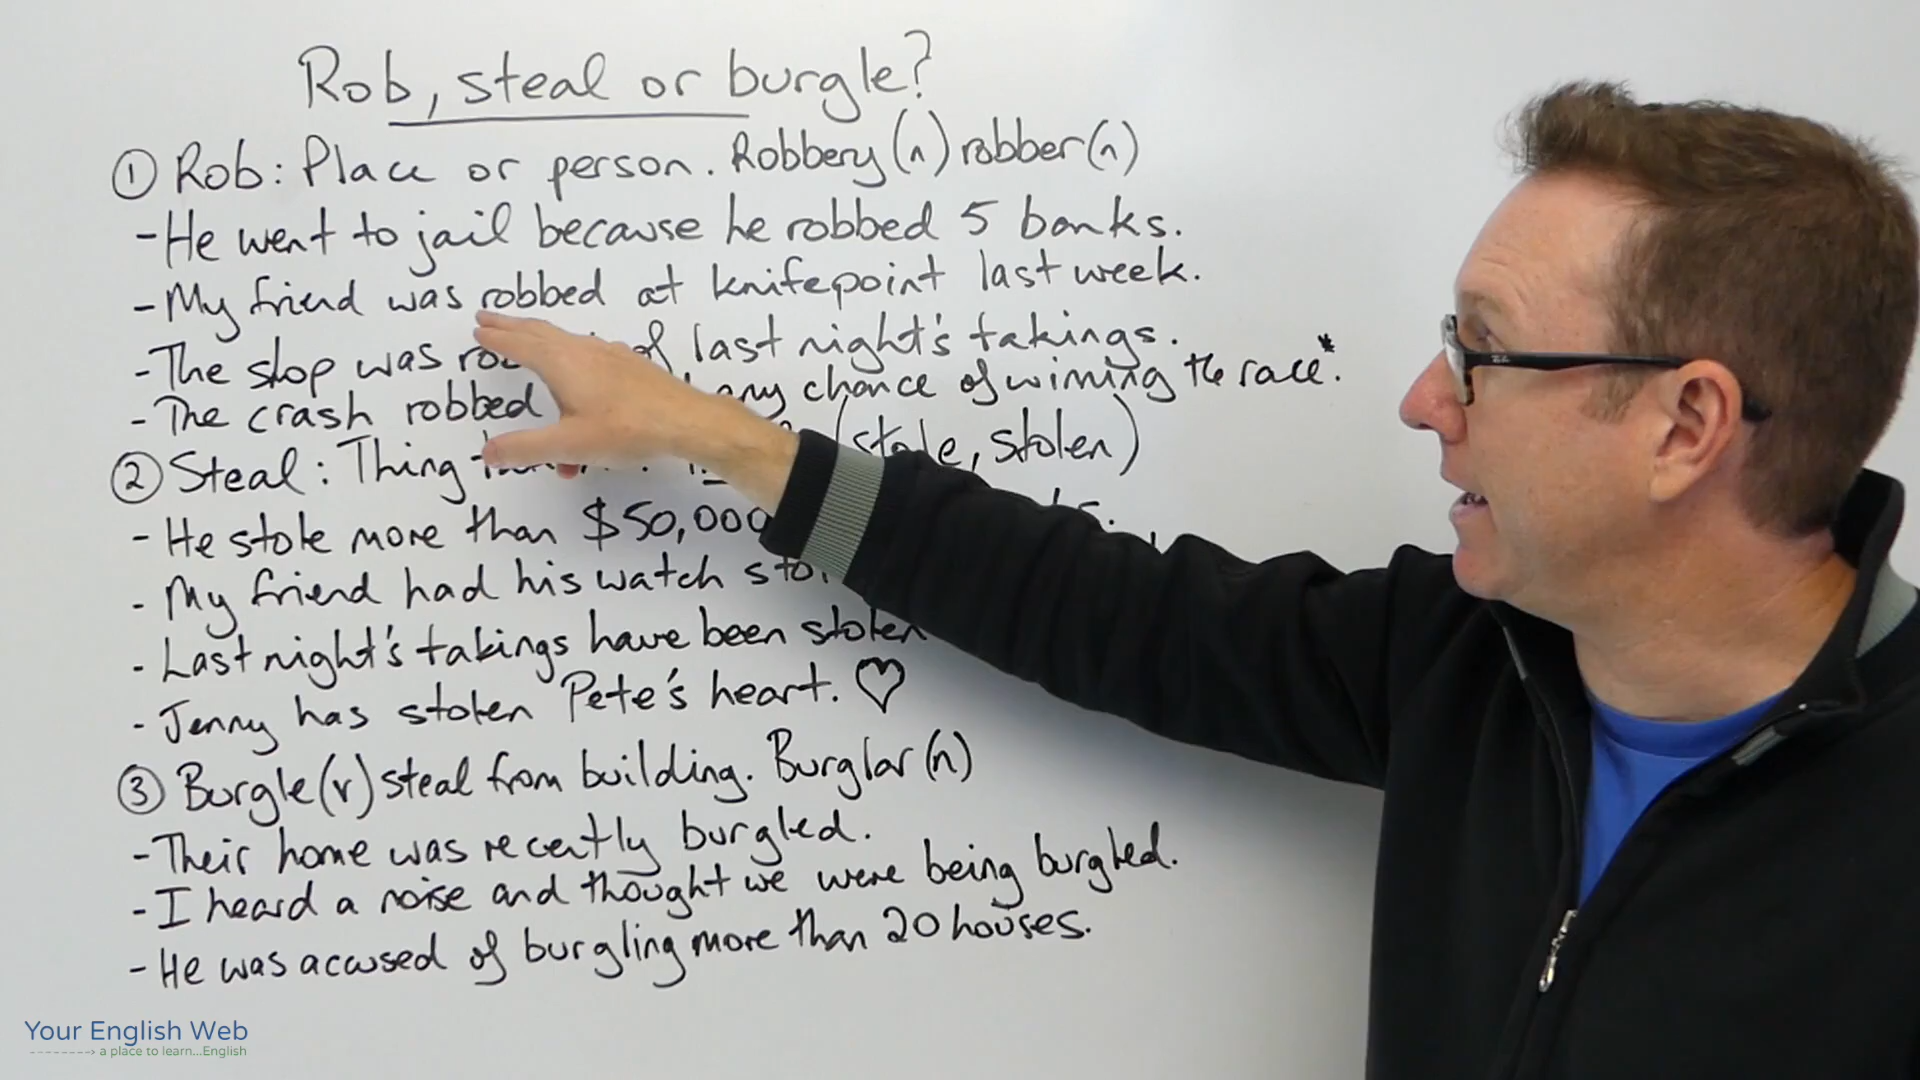 Rob, steal or burgle?
① Rob: Place or person. Robbery (n) robber (n)
- He went to jail because he robbed 5 banks.
- My friend was robbed at knifepoint last week.
- The shop was of last night's takings.
- The crash robbed any chance of winning the race.*
② Steal: Thing (stole, stolen)
- He stole more than $50,000
- My friend had his watch
- Last night's takings have been stolen
- Jenny has stolen Pete's heart. ♡
③ Burgle (v) steal from building. Burglar (n)
- Their home was recently burgled.
- I heard a noise and thought we were being burgled.
- He was accused of burgling more than 20 houses.
Your English Web
a place to learn...English